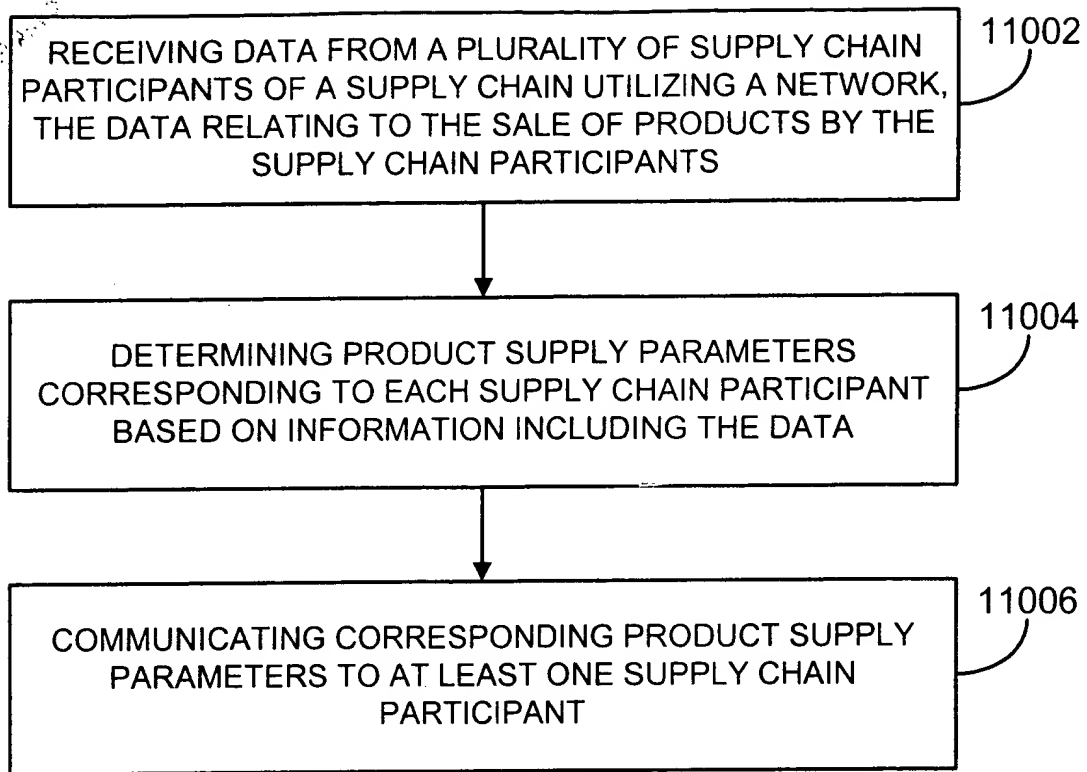 RECEIVING DATA FROM A PLURALITY OF SUPPLY CHAIN
PARTICIPANTS OF A SUPPLY CHAIN UTILIZING A NETWORK,
THE DATA RELATING TO THE SALE OF PRODUCTS BY THE
SUPPLY CHAIN PARTICIPANTS
11002
DETERMINING PRODUCT SUPPLY PARAMETERS
CORRESPONDING TO EACH SUPPLY CHAIN PARTICIPANT
BASED ON INFORMATION INCLUDING THE DATA
11004
COMMUNICATING CORRESPONDING PRODUCT SUPPLY
PARAMETERS TO AT LEAST ONE SUPPLY CHAIN
PARTICIPANT
11006